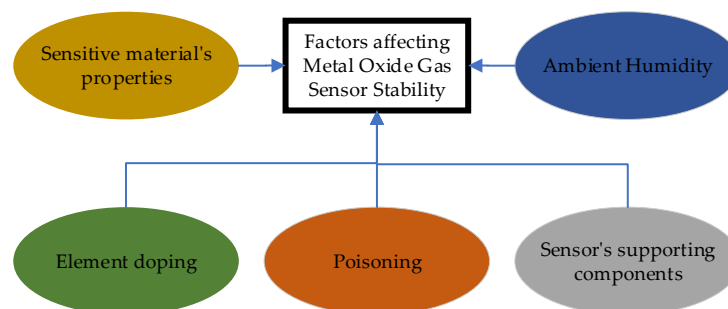 Sensitive material's
properties
Factors affecting
Metal Oxide Gas
Sensor Stability
Ambient Humidity
Element doping
Poisoning
Sensor's supporting
components